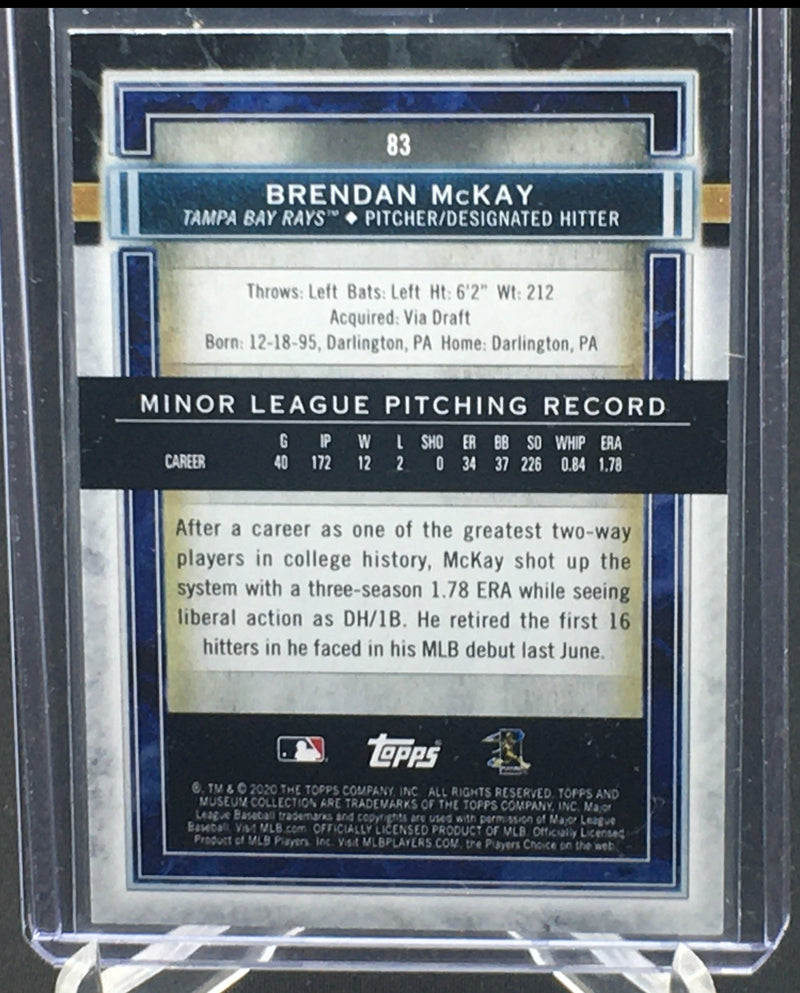 83
BRENDAN McKAY
TAMPA BAY RAYS™ ◆ PITCHER/DESIGNATED HITTER
Throws: Left Bats: Left Ht: 6'2" Wt: 212
Acquired: Via Draft
Born: 12-18-95, Darlington, PA Home: Darlington, PA
MINOR LEAGUE PITCHING RECORD
G IP W L SHO ER BB SO WHIP ERA
CAREER 40 172 12 2 0 34 37 226 0.84 1.78
After a career as one of the greatest two-way
players in college history, McKay shot up the
system with a three-season 1.78 ERA while seeing
liberal action as DH/1B. He retired the first 16
hitters in he faced in his MLB debut last June.
Topps®
®, TM & © 2020 THE TOPPS COMPANY, INC. ALL RIGHTS RESERVED. TOPPS AND
MUSEUM COLLECTION ARE TRADEMARKS OF THE TOPPS COMPANY, INC. Major
League Baseball trademarks and copyrights are used with permission of Major League
Baseball. Visit MLB.com. OFFICIALLY LICENSED PRODUCT OF MLB. Officially Licensed
Product of MLB Players, Inc. Visit MLBPLAYERS.COM, the Players Choice on the web.